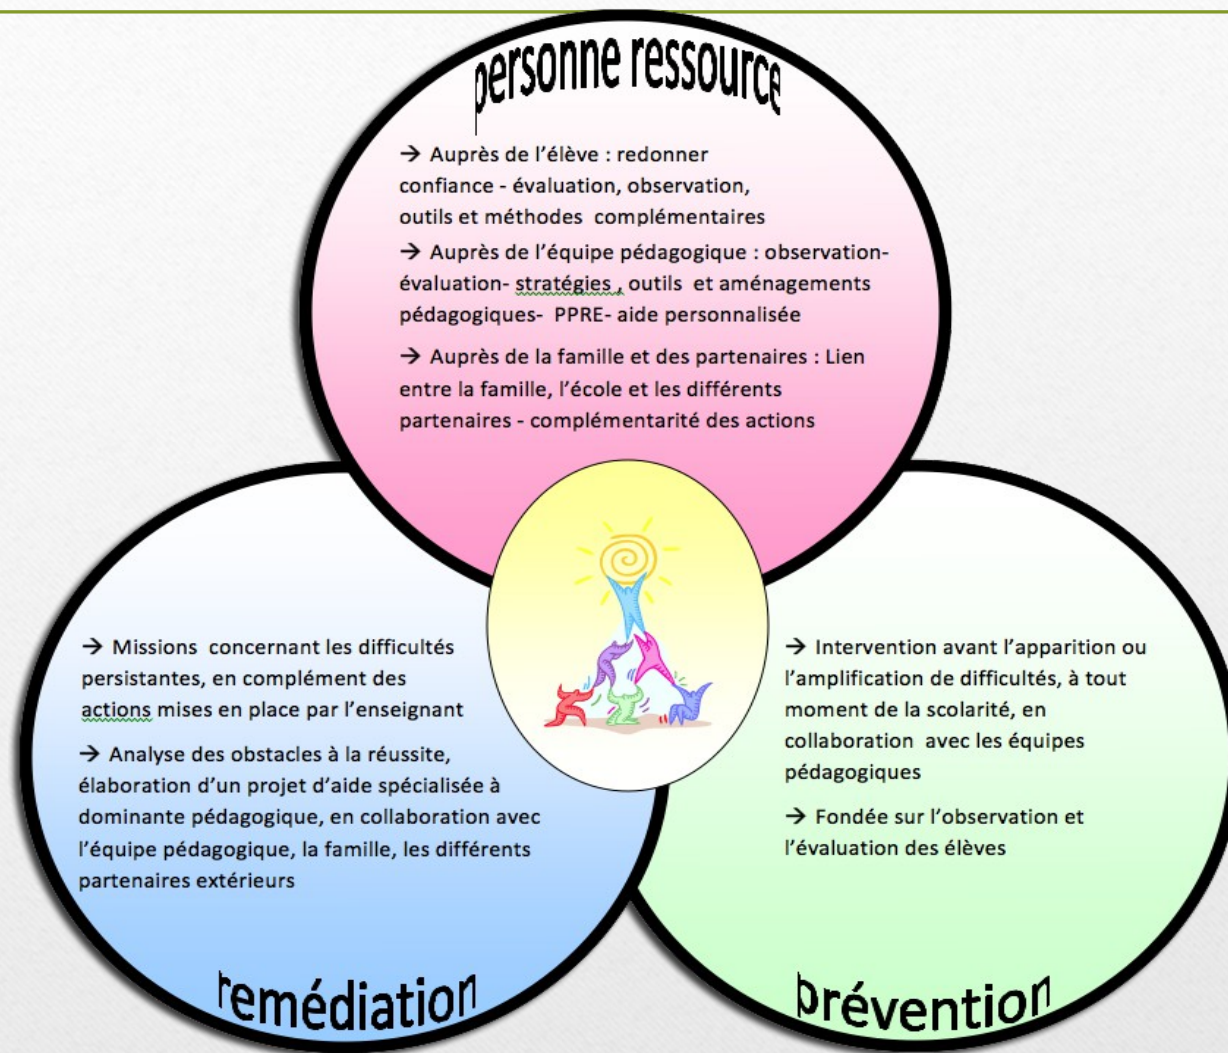 personne ressource
→ Auprès de l'élève : redonner
confiance - évaluation, observation,
outils et méthodes complémentaires
→ Auprès de l'équipe pédagogique : observation-
évaluation- stratégies , outils et aménagements
pédagogiques- PPRE- aide personnalisée
→ Auprès de la famille et des partenaires : Lien
entre la famille, l'école et les différents
partenaires - complémentarité des actions
→ Missions concernant les difficultés
persistantes, en complément des
actions mises en place par l'enseignant
→ Analyse des obstacles à la réussite,
élaboration d'un projet d'aide spécialisée à
dominante pédagogique, en collaboration avec
l'équipe pédagogique, la famille, les différents
partenaires extérieurs
remédiation
→ Intervention avant l'apparition ou
l'amplification de difficultés, à tout
moment de la scolarité, en
collaboration avec les équipes
pédagogiques
→ Fondée sur l'observation et
l'évaluation des élèves
prévention